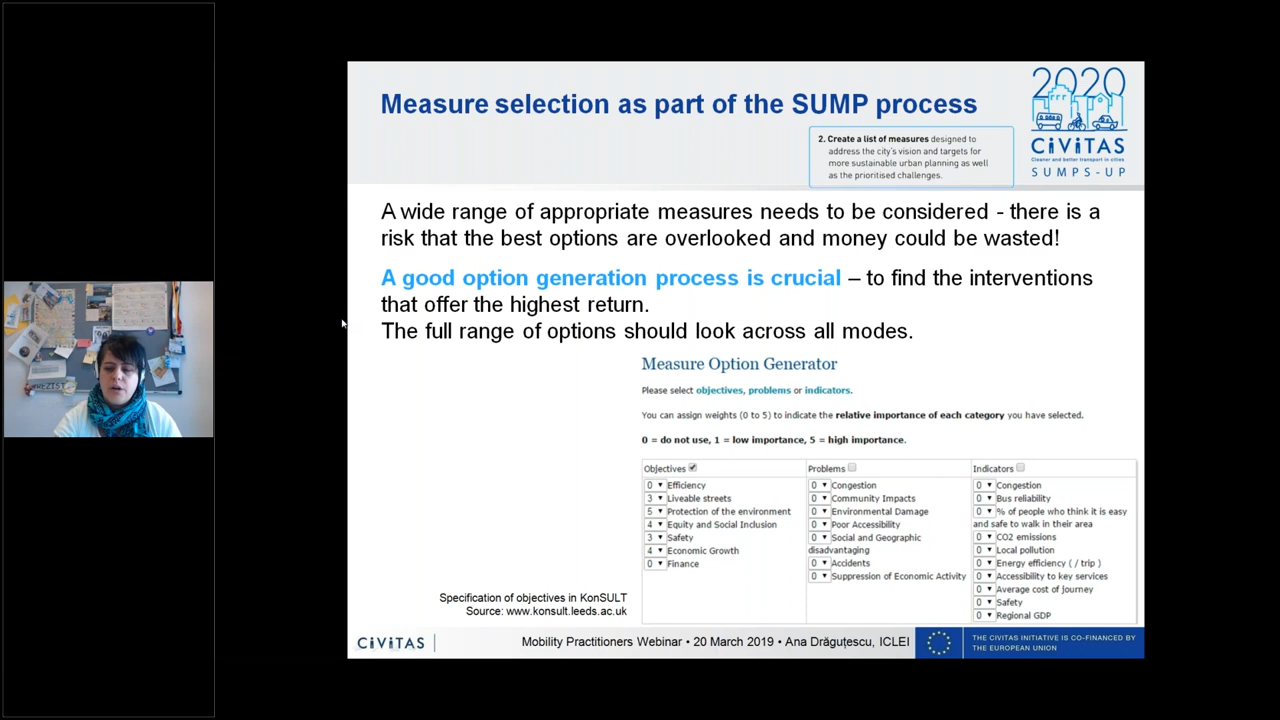 Measure selection as part of the SUMP process
2020
CiViTAS
Cleaner and better transport in cities
SUMPS-UP
2. Create a list of measures designed to
address the city's vision and targets for
more sustainable urban planning as well
as the prioritised challenges.
A wide range of appropriate measures needs to be considered - there is a
risk that the best options are overlooked and money could be wasted!
A good option generation process is crucial – to find the interventions
that offer the highest return.
The full range of options should look across all modes.
Measure Option Generator
Please select objectives, problems or indicators.
You can assign weights (0 to 5) to indicate the relative importance of each category you have selected.
0 = do not use, 1 = low importance, 5 = high importance.
Objectives
0 Efficiency
3 Liveable streets
5 Protection of the environment
4 Equity and Social Inclusion
3 Safety
4 Economic Growth
0 Finance
Problems
0 Congestion
0 Community Impacts
0 Environmental Damage
0 Poor Accessibility
0 Social and Geographic
disadvantaging
0 Accidents
0 Suppression of Economic Activity
Indicators
0 Congestion
0 Bus reliability
0 % of people who think it is easy
and safe to walk in their area
0 CO2 emissions
0 Local pollution
0 Energy efficiency ( / trip )
0 Accessibility to key services
0 Average cost of journey
0 Safety
0 Regional GDP
Specification of objectives in KonSULT
Source: www.konsult.leeds.ac.uk
CiViTAS
Mobility Practitioners Webinar • 20 March 2019 • Ana Drăguțescu, ICLEI
THE CIVITAS INITIATIVE IS CO-FINANCED BY
THE EUROPEAN UNION